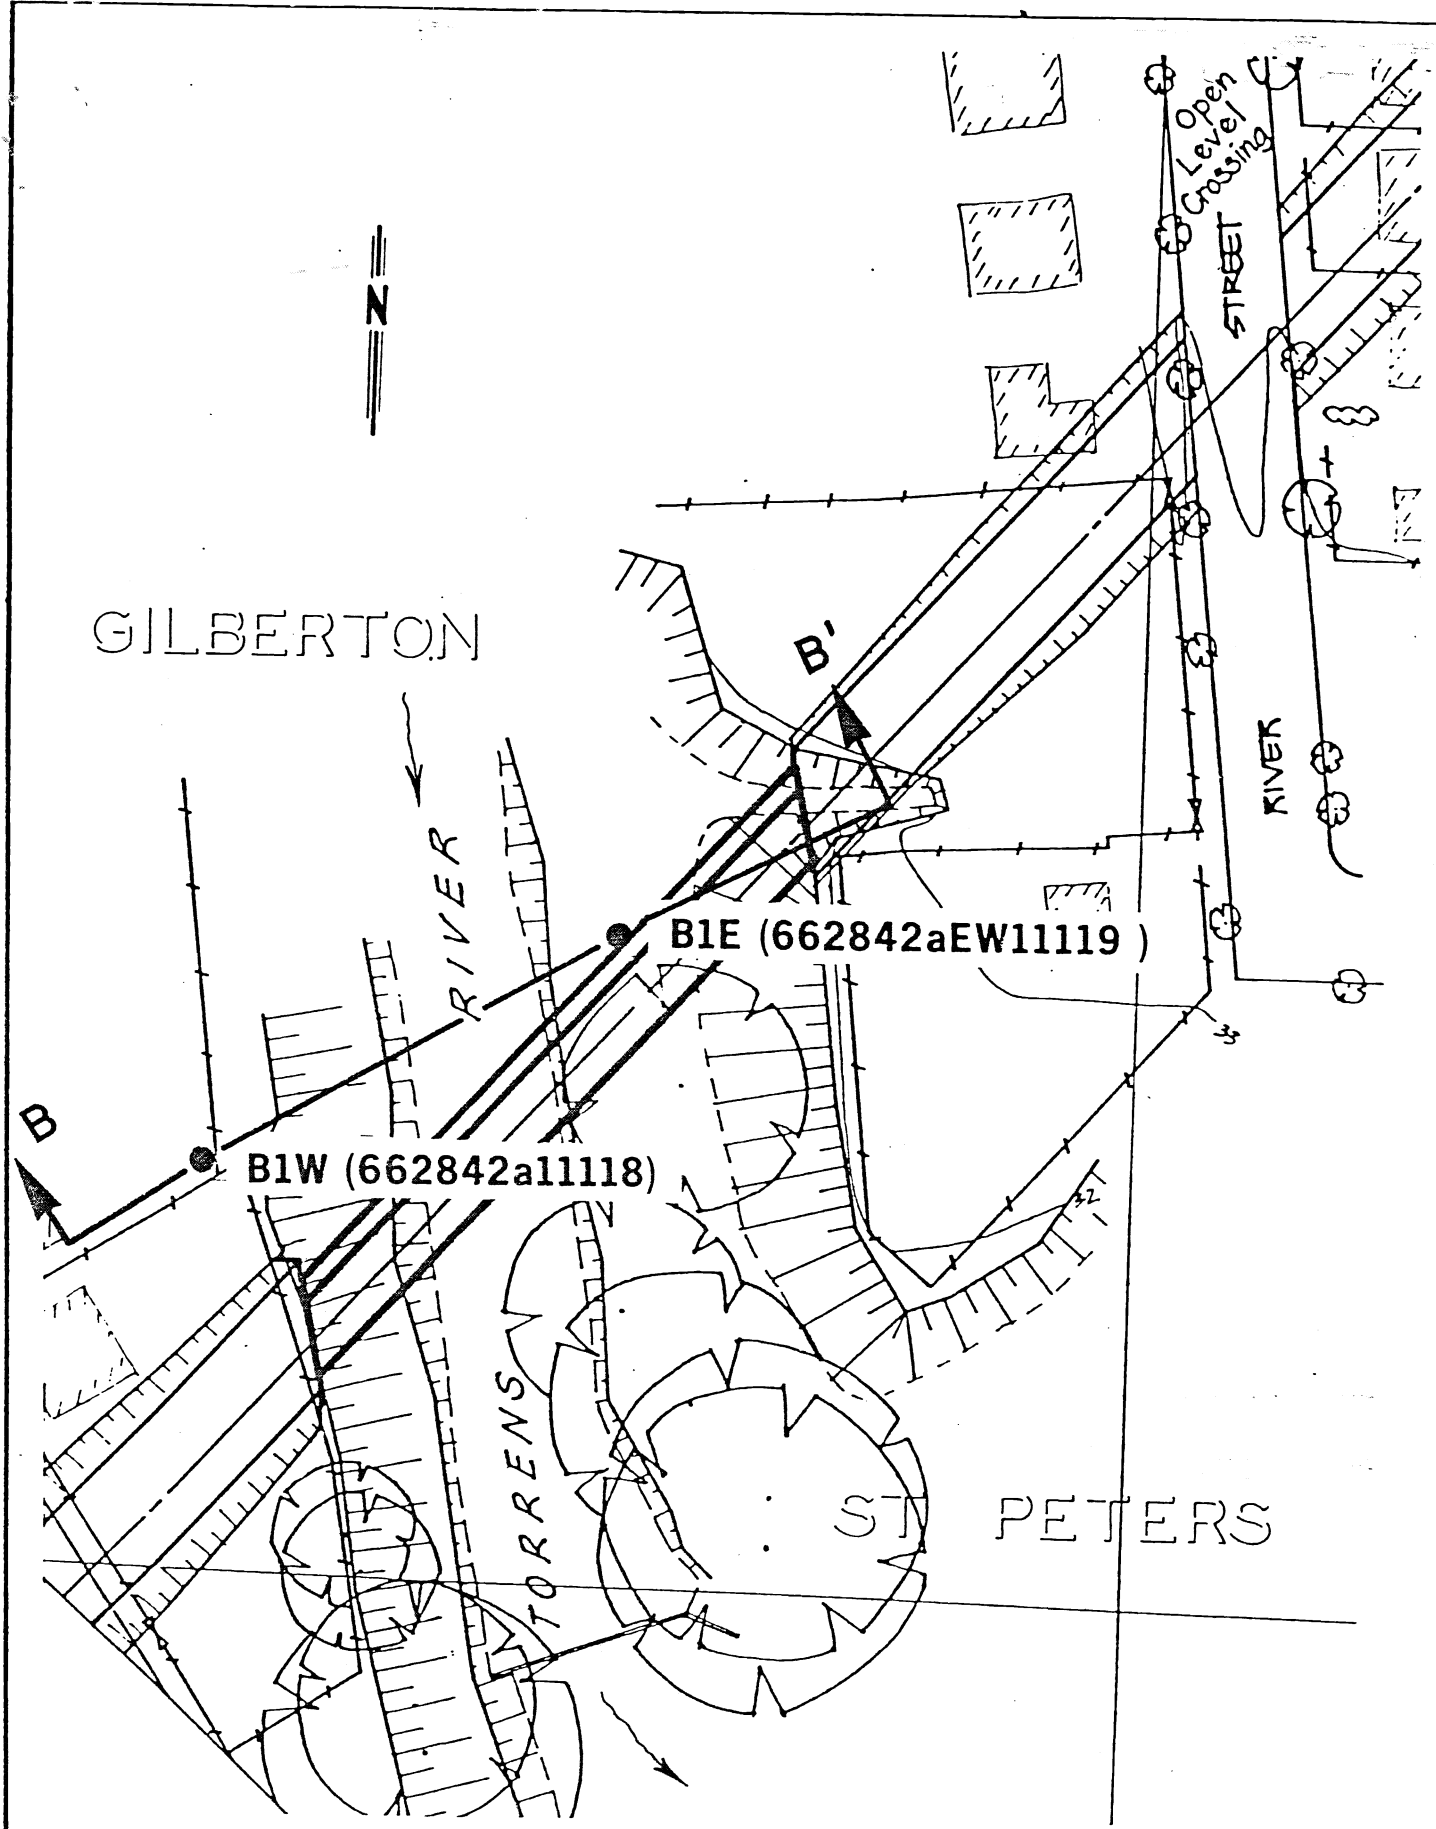 Open
Level
Crossing
STREET
N
GILBERTON
B'
RIVER
RIVER
B1E (662842aEW11119 )
33
B
B1W (662842a11118)
32
TORRENS
ST PETERS